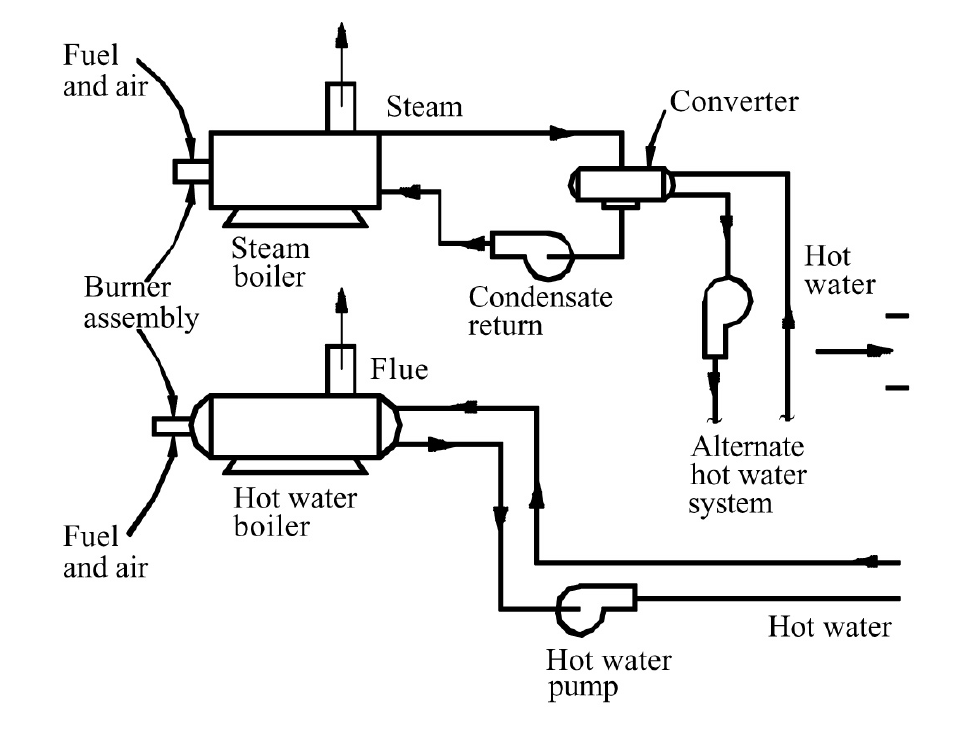 Fuel
and air
Steam
Converter
Steam
boiler
Burner
assembly
Condensate
return
Hot
water
Flue
Alternate
hot water
system
Hot water
boiler
Fuel
and air
Hot water
Hot water
pump